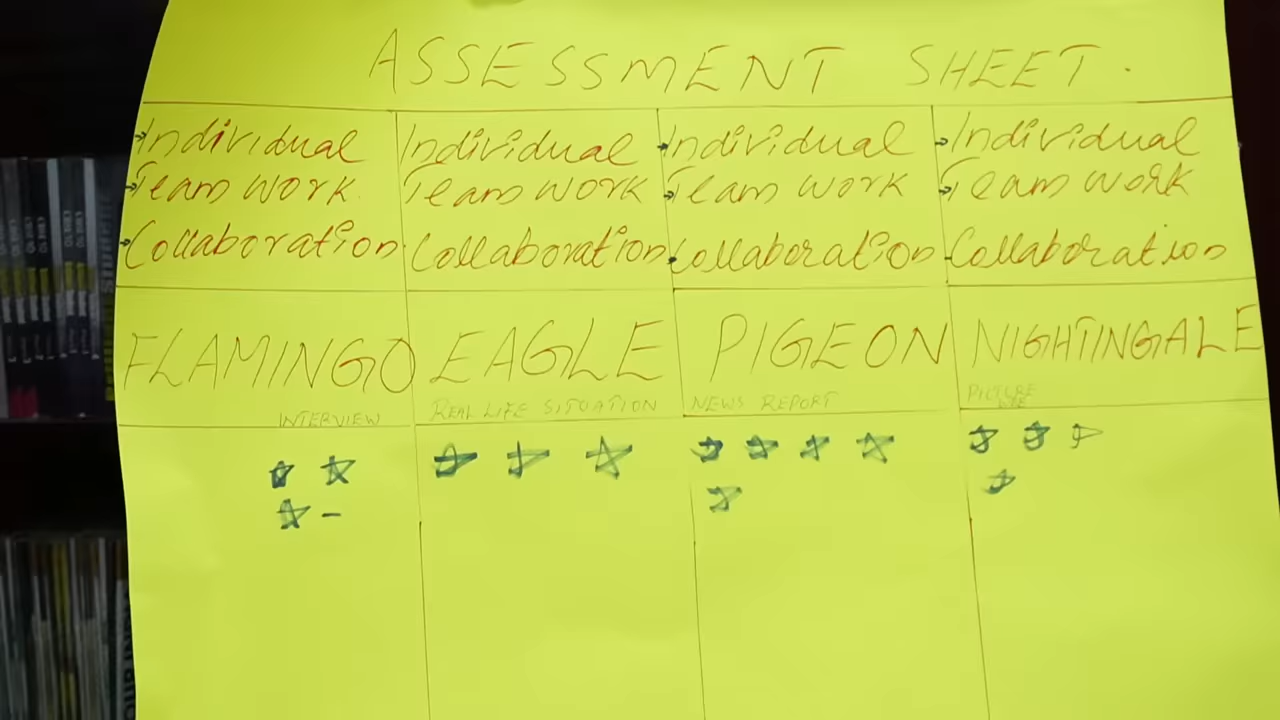 ASSESSMENT SHEET.
Individual Individual Individual Individual
Team work Team work Team work Team work
Collaboration Collaboration Collaboration Collaboration
FLAMINGO EAGLE PIGEON NIGHTINGALE
INTERVIEW REAL LIFE SITUATION NEWS REPORT PICTURE